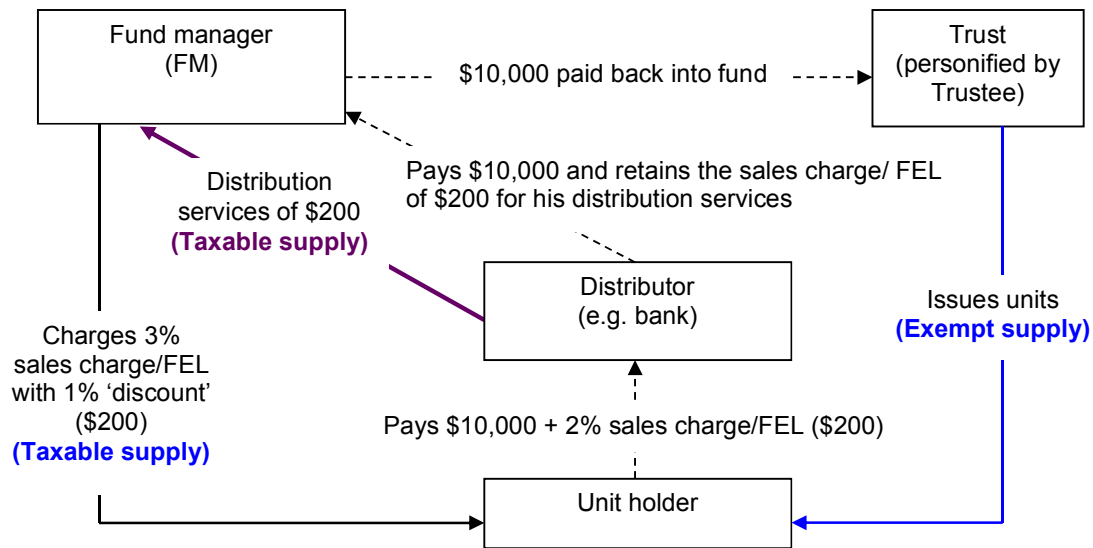 Fund manager
(FM)
Trust
(personified by
Trustee)
$10,000 paid back into fund
Pays $10,000 and retains the sales charge/ FEL
of $200 for his distribution services
Distribution
services of $200
(Taxable supply)
Distributor
(e.g. bank)
Issues units
(Exempt supply)
Charges 3%
sales charge/FEL
with 1% ‘discount’
($200)
(Taxable supply)
Pays $10,000 + 2% sales charge/FEL ($200)
Unit holder